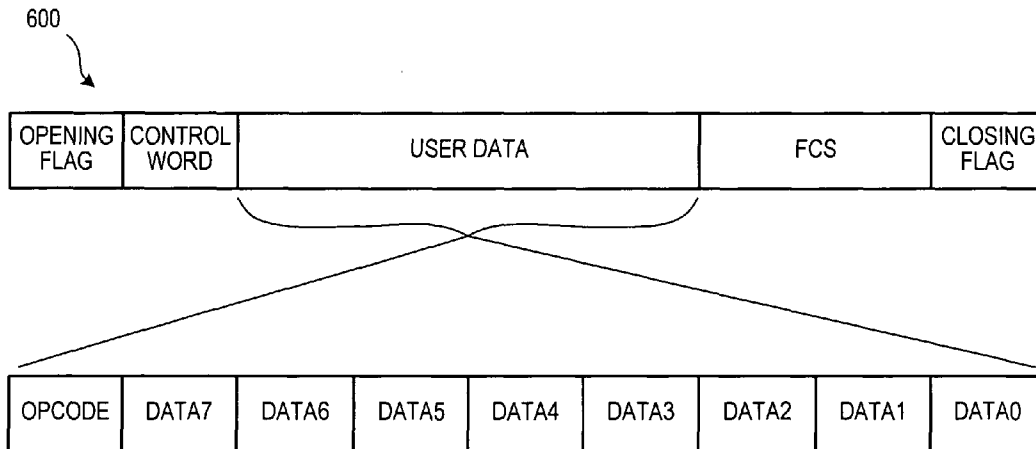 600
OPENING FLAG
CONTROL WORD
USER DATA
FCS
CLOSING FLAG
OPCODE
DATA7
DATA6
DATA5
DATA4
DATA3
DATA2
DATA1
DATA0